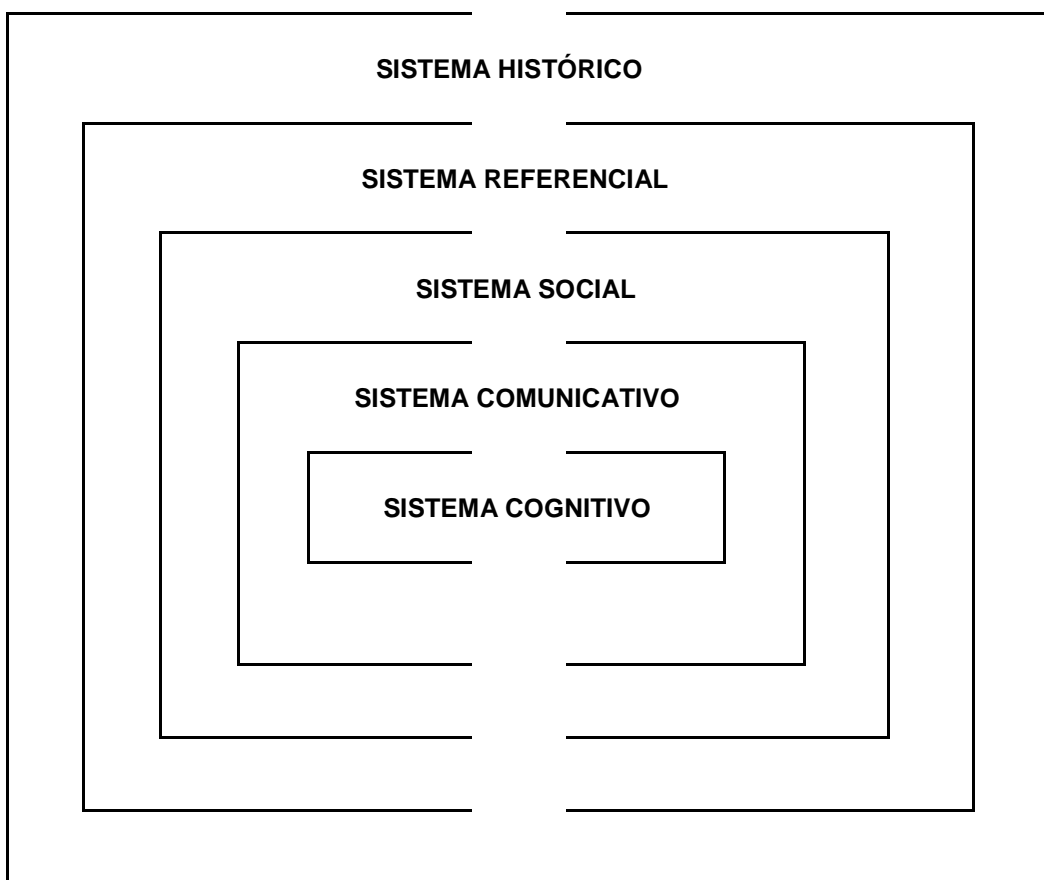 SISTEMA HISTÓRICO
SISTEMA REFERENCIAL
SISTEMA SOCIAL
SISTEMA COMUNICATIVO
SISTEMA COGNITIVO